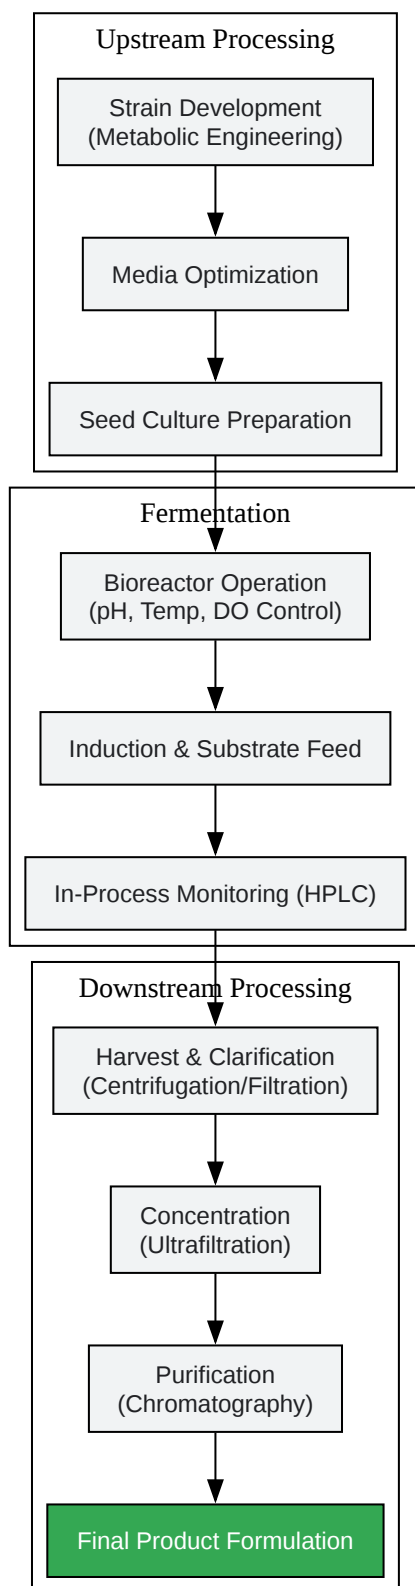 Upstream Processing
Strain Development
(Metabolic Engineering)
Media Optimization
Seed Culture Preparation
Fermentation
Bioreactor Operation
(pH, Temp, DO Control)
Induction & Substrate Feed
In-Process Monitoring (HPLC)
Downstream Processing
Harvest & Clarification
(Centrifugation/Filtration)
Concentration
(Ultrafiltration)
Purification
(Chromatography)
Final Product Formulation